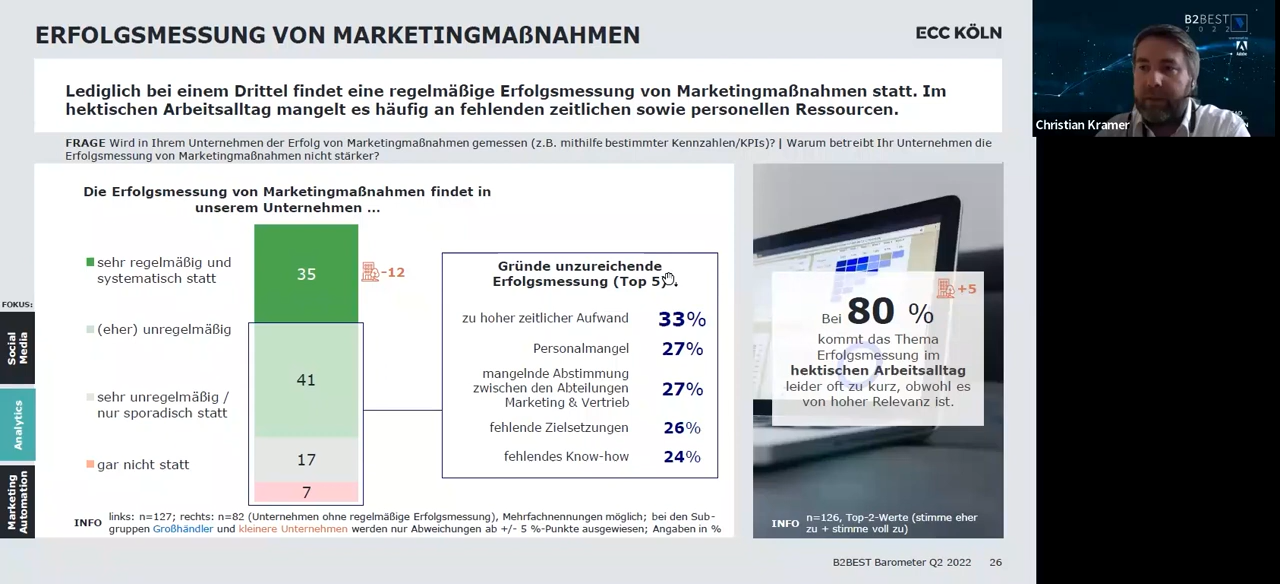 ERFOLGSMESSUNG VON MARKETINGMAẞNAHMEN
ECC KÖLN
Lediglich bei einem Drittel findet eine regelmäßige Erfolgsmessung von Marketingmaßnahmen statt. Im
hektischen Arbeitsalltag mangelt es häufig an fehlenden zeitlichen sowie personellen Ressourcen.
FRAGE Wird in Ihrem Unternehmen der Erfolg von Marketingmaßnahmen gemessen (z.B. mithilfe bestimmter Kennzahlen/KPIs)? | Warum betreibt Ihr Unternehmen die
Erfolgsmessung von Marketingmaßnahmen nicht stärker?
Die Erfolgsmessung von Marketingmaßnahmen findet in
unserem Unternehmen ...
sehr regelmäßig und
systematisch statt
35
-12
(eher) unregelmäßig
41
sehr unregelmäßig /
nur sporadisch statt
17
gar nicht statt
7
Gründe unzureichende
Erfolgsmessung (Top 5)
zu hoher zeitlicher Aufwand 33%
Personalmangel 27%
mangelnde Abstimmung
zwischen den Abteilungen 27%
Marketing & Vertrieb
fehlende Zielsetzungen 26%
fehlendes Know-how 24%
INFO links: n=127; rechts: n=82 (Unternehmen ohne regelmäßige Erfolgsmessung), Mehrfachnennungen möglich; bei den Sub-
gruppen Großhändler und kleinere Unternehmen werden nur Abweichungen ab +/- 5 %-Punkte ausgewiesen; Angaben in %
+5
Bei 80 %
kommt das Thema
Erfolgsmessung im
hektischen Arbeitsalltag
leider oft zu kurz, obwohl es
von hoher Relevanz ist.
INFO n=126, Top-2-Werte (stimme eher
zu + stimme voll zu)
FOKUS:
Social
Media
Analytics
Marketing
Automation
B2BEST Barometer Q2 2022 26
B2BEST
2022
Adobe
Christian Kramer